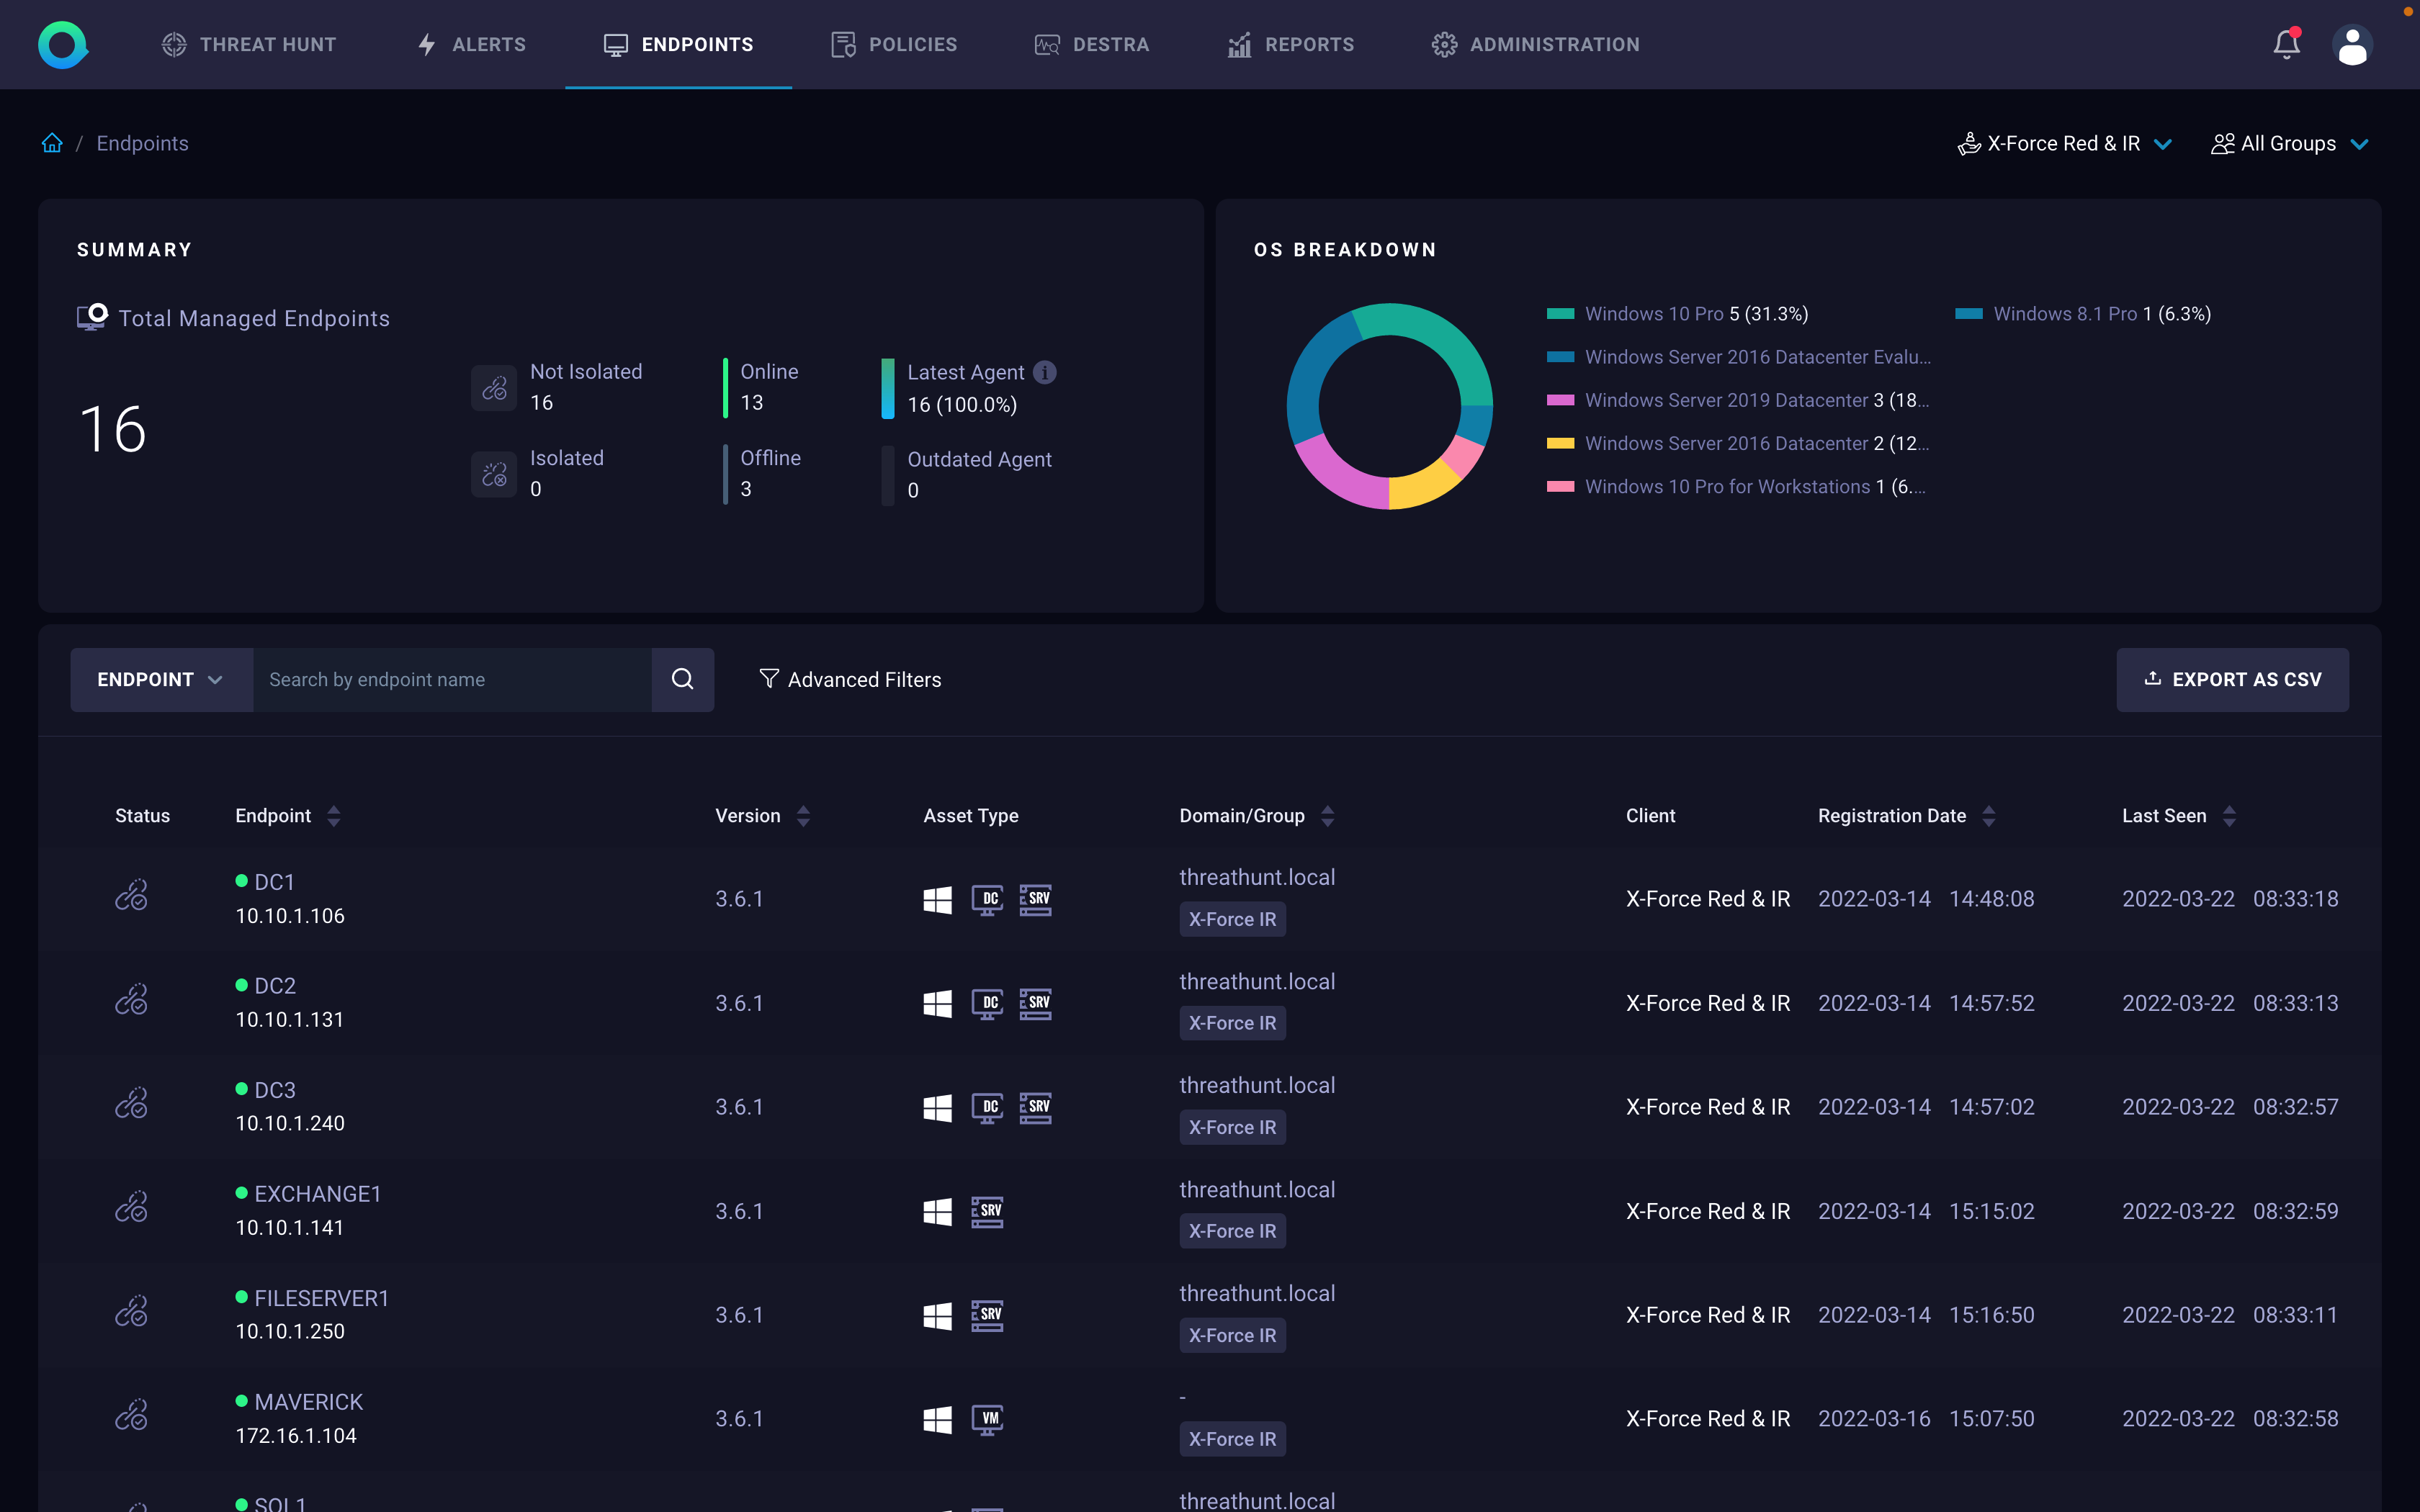 THREAT HUNT
ALERTS
ENDPOINTS
POLICIES
DESTRA
REPORTS
ADMINISTRATION
/ Endpoints
X-Force Red & IR
All Groups
SUMMARY
Total Managed Endpoints
16
Not Isolated
16
Online
13
Latest Agent
16 (100.0%)
Isolated
0
Offline
3
Outdated Agent
0
OS BREAKDOWN
Windows 10 Pro 5 (31.3%)
Windows Server 2016 Datacenter Evalu...
Windows Server 2019 Datacenter 3 (18...
Windows Server 2016 Datacenter 2 (12...
Windows 10 Pro for Workstations 1 (6....
Windows 8.1 Pro 1 (6.3%)
ENDPOINT
Search by endpoint name
Advanced Filters
EXPORT AS CSV
Status Endpoint Version Asset Type Domain/Group Client Registration Date Last Seen
DC1
10.10.1.106
3.6.1
DC SRV
threathunt.local
X-Force IR
X-Force Red & IR
2022-03-14 14:48:08
2022-03-22 08:33:18
DC2
10.10.1.131
3.6.1
DC SRV
threathunt.local
X-Force IR
X-Force Red & IR
2022-03-14 14:57:52
2022-03-22 08:33:13
DC3
10.10.1.240
3.6.1
DC SRV
threathunt.local
X-Force IR
X-Force Red & IR
2022-03-14 14:57:02
2022-03-22 08:32:57
EXCHANGE1
10.10.1.141
3.6.1
SRV
threathunt.local
X-Force IR
X-Force Red & IR
2022-03-14 15:15:02
2022-03-22 08:32:59
FILESERVER1
10.10.1.250
3.6.1
SRV
threathunt.local
X-Force IR
X-Force Red & IR
2022-03-14 15:16:50
2022-03-22 08:33:11
MAVERICK
172.16.1.104
3.6.1
VM
-
X-Force IR
X-Force Red & IR
2022-03-16 15:07:50
2022-03-22 08:32:58
SQL1
threathunt.local